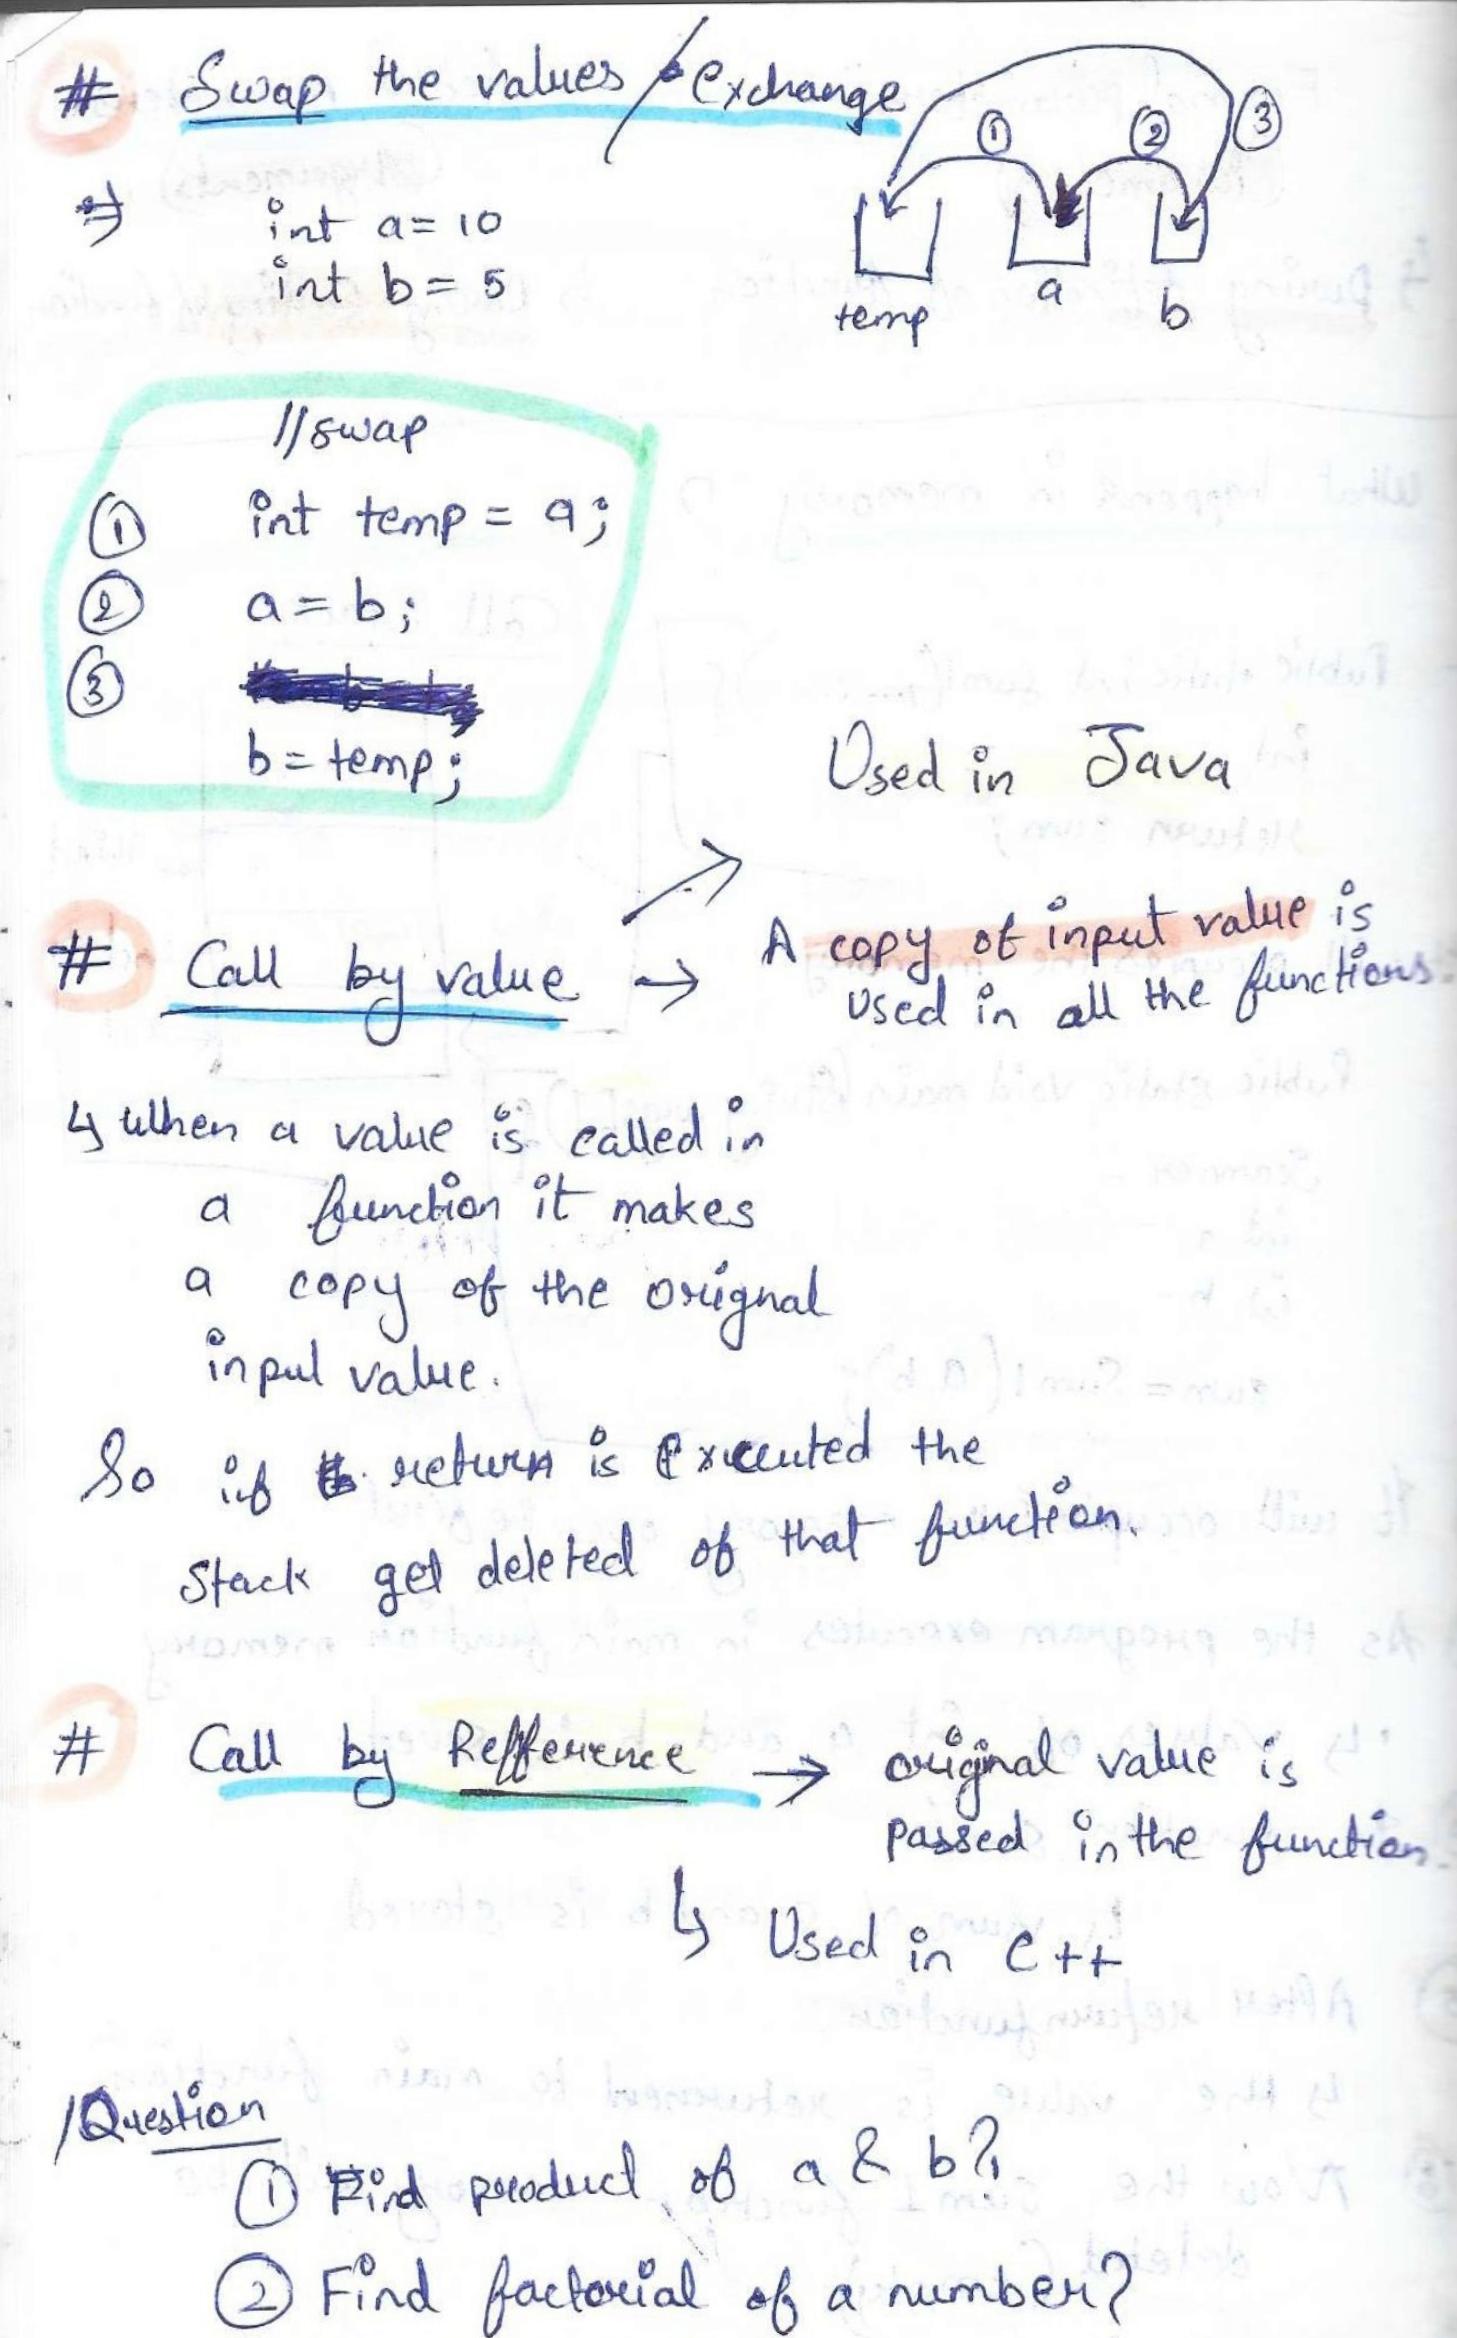 # Swap the values / exchange
① ② ③
temp a b
⇒ int a = 10
int b = 5
//swap
① int temp = a;
② a = b;
③
b = temp;
Used in Java
# Call by value → A copy of input value is
used in all the functions.
↳ When a value is called in
a function it makes
a copy of the orignal
input value.
So if return is executed the
Stack get deleted of that function.
# Call by Refference → orignal value is
passed in the function.
↳ Used in C++
/Question
① Find product of a & b?
② Find factorial of a number?